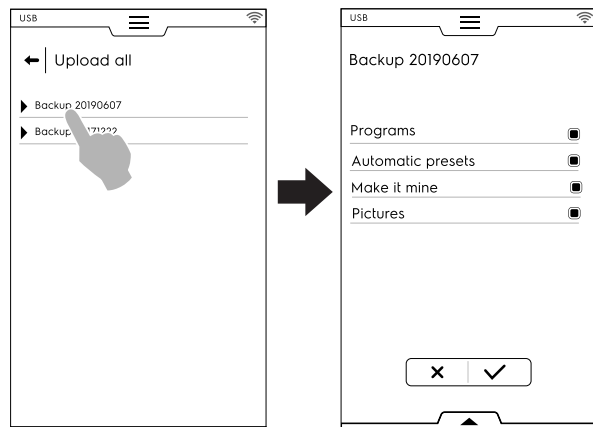 USB
Upload all
Backup 20190607
Backup
USB
Backup 20190607
Programs
Automatic presets
Make it mine
Pictures